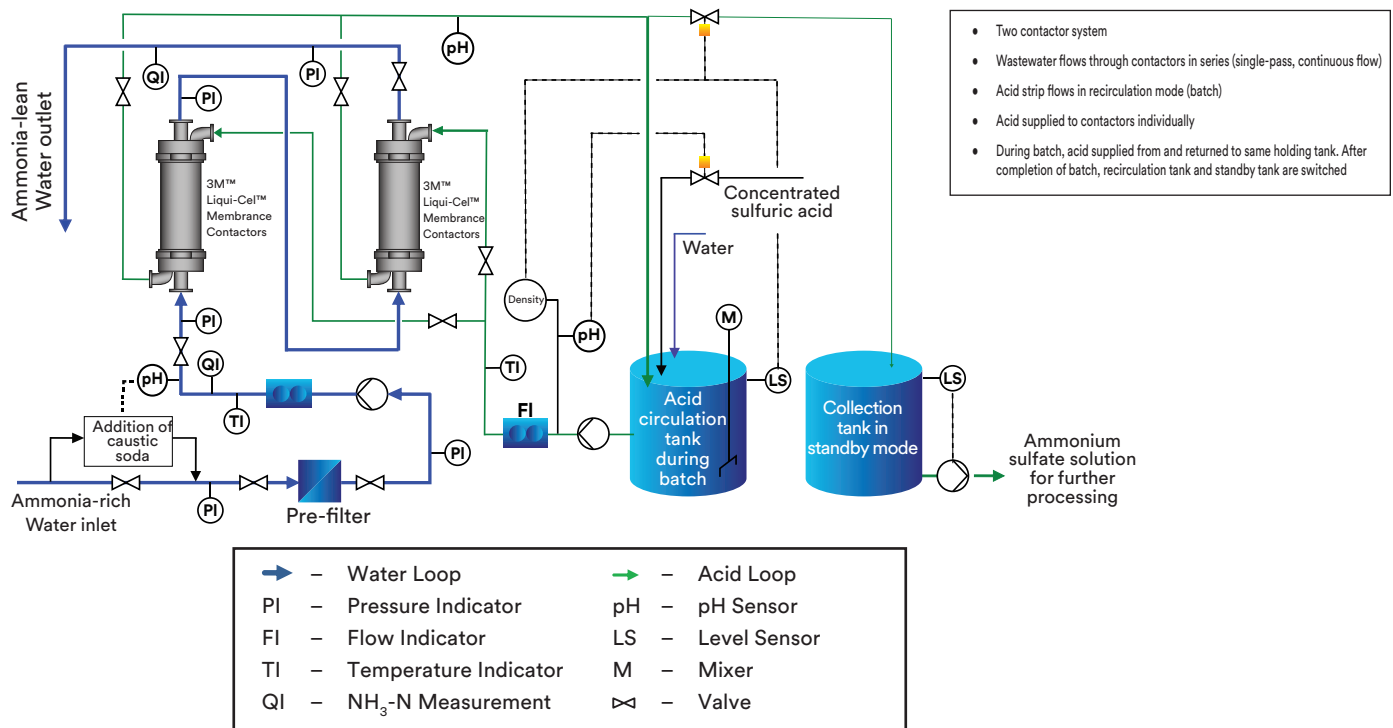 pH
QI
PI
PI
Ammonia-lean
Water outlet
3M™
Liqui-Cel™
Membrance
Contactors
3M™
Liqui-Cel™
Membrance
Contactors
• Two contactor system
• Wastewater flows through contactors in series (single-pass, continuous flow)
• Acid strip flows in recirculation mode (batch)
• Acid supplied to contactors individually
• During batch, acid supplied from and returned to same holding tank. After
completion of batch, recirculation tank and standby tank are switched
Concentrated
sulfuric acid
Water
Density
pH
M
PI
pH
QI
TI
TI
FI
LS
LS
Addition of
caustic
soda
PI
PI
Ammonia-rich
Water inlet
Pre-filter
Acid
circulation
tank
during
batch
Collection
tank in
standby mode
Ammonium
sulfate solution
for further
processing
– Water Loop
PI – Pressure Indicator
FI – Flow Indicator
TI – Temperature Indicator
QI – NH₃-N Measurement
– Acid Loop
pH – pH Sensor
LS – Level Sensor
M – Mixer
– Valve